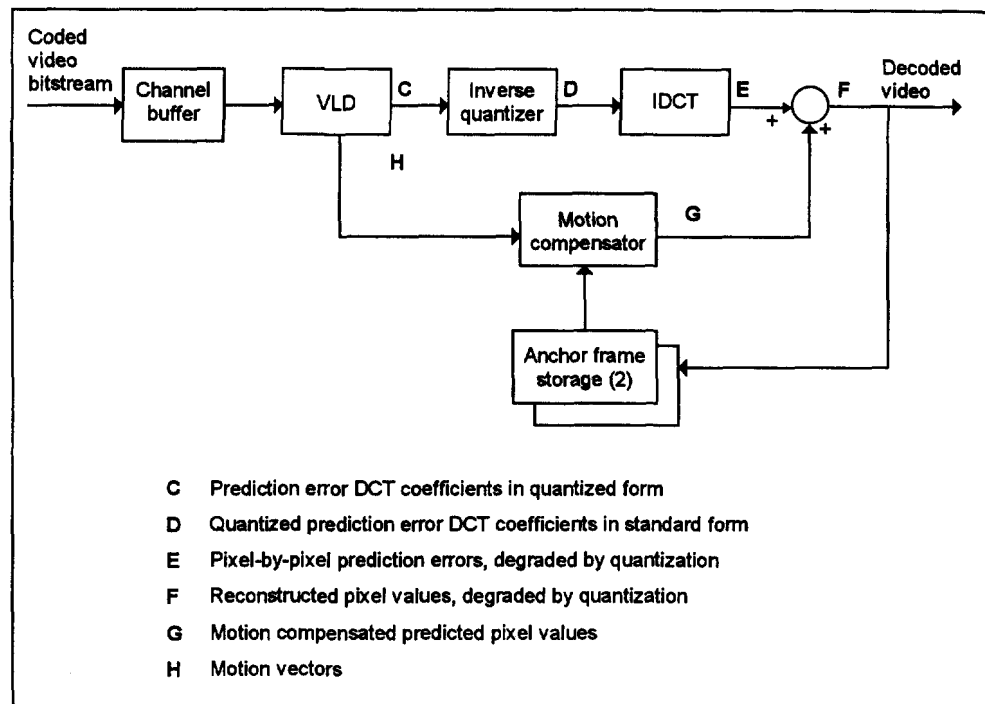 Coded
video
bitstream
Channel
buffer
VLD
C
Inverse
quantizer
D
IDCT
E
+
+
F
Decoded
video
H
Motion
compensator
G
Anchor frame
storage (2)
C Prediction error DCT coefficients in quantized form
D Quantized prediction error DCT coefficients in standard form
E Pixel-by-pixel prediction errors, degraded by quantization
F Reconstructed pixel values, degraded by quantization
G Motion compensated predicted pixel values
H Motion vectors